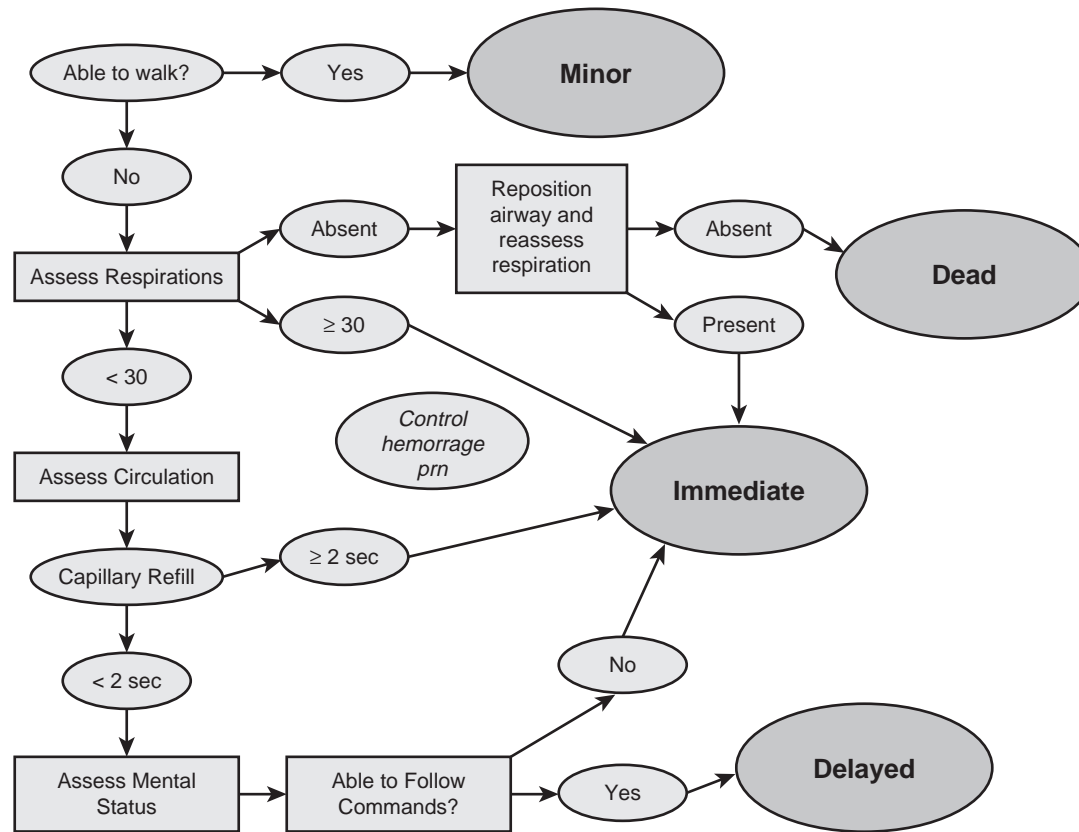 Able to walk?
Yes
Minor
No
Assess Respirations
Absent
Reposition
airway and
reassess
respiration
Absent
Dead
≥ 30
Present
< 30
Control
hemorrage
prn
Assess Circulation
Immediate
Capillary Refill
≥ 2 sec
< 2 sec
No
Assess Mental
Status
Able to Follow
Commands?
Yes
Delayed